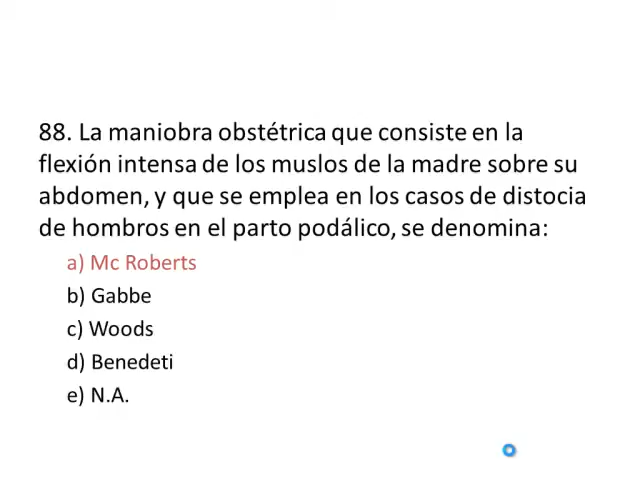 88. La maniobra obstétrica que consiste en la
flexión intensa de los muslos de la madre sobre su
abdomen, y que se emplea en los casos de distocia
de hombros en el parto podálico, se denomina:
a) Mc Roberts
b) Gabbe
c) Woods
d) Benedeti
e) N.A.